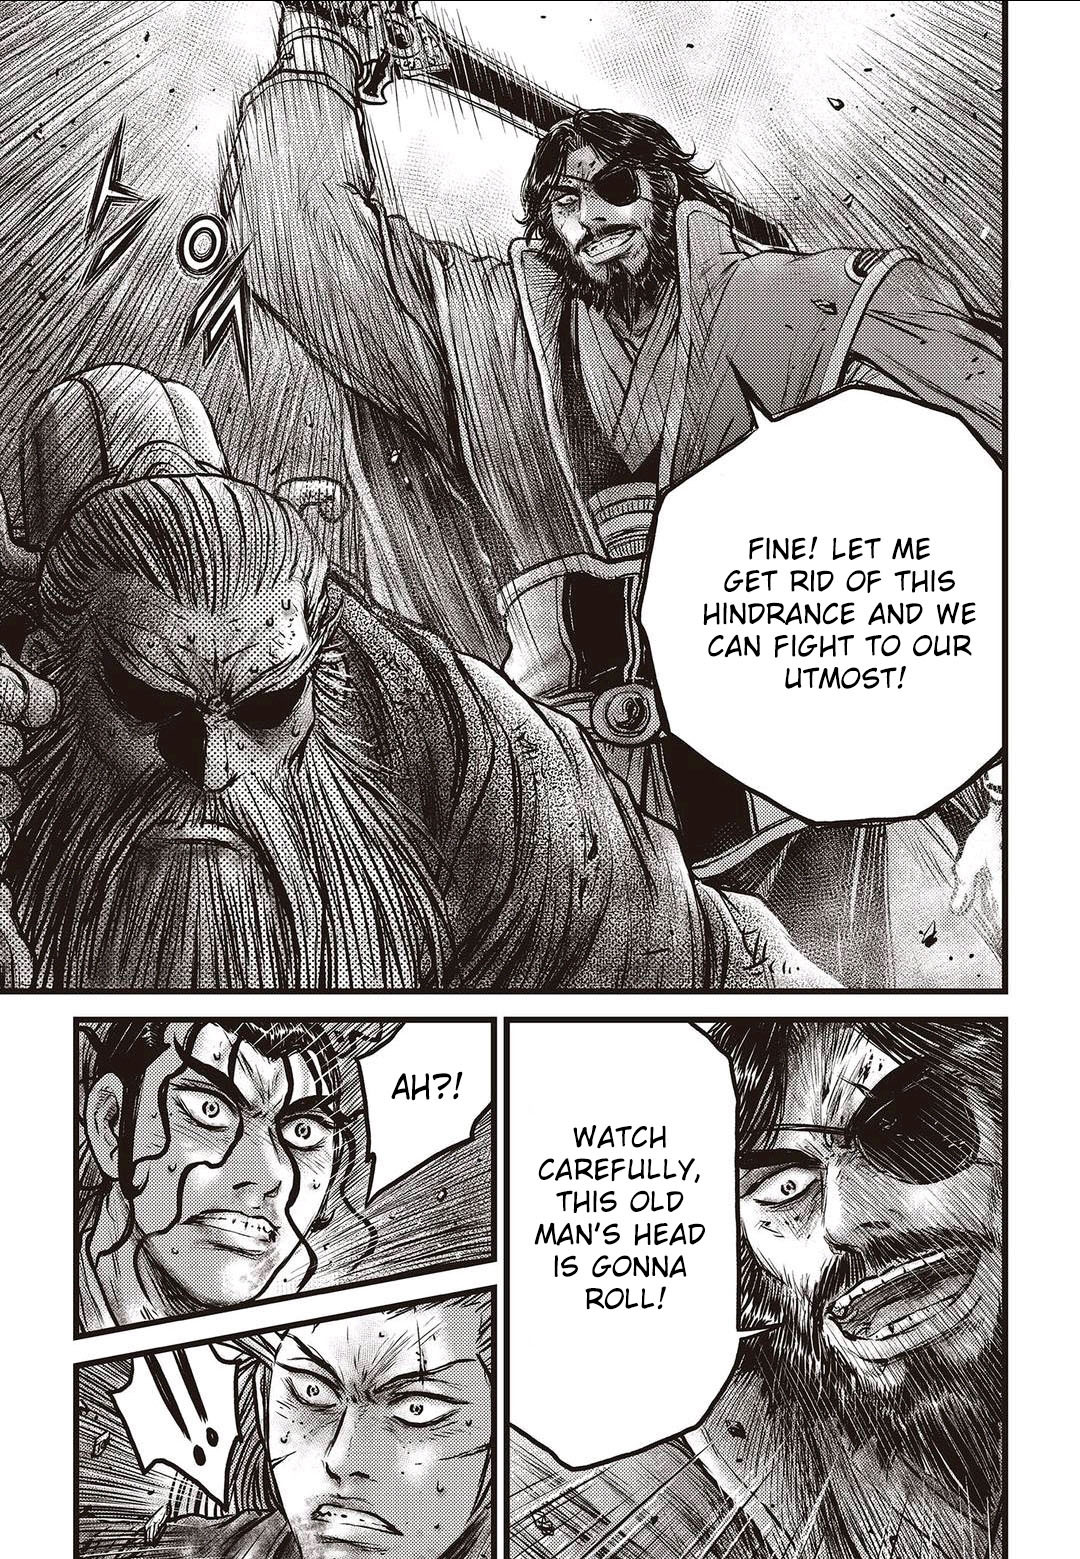 FINE! LET ME
GET RID OF THIS
HINDRANCE AND WE
CAN FIGHT TO OUR
UTMOST!
WATCH
CAREFULLY,
THIS OLD
MAN'S HEAD
IS GONNA
ROLL!
AH?!
!!